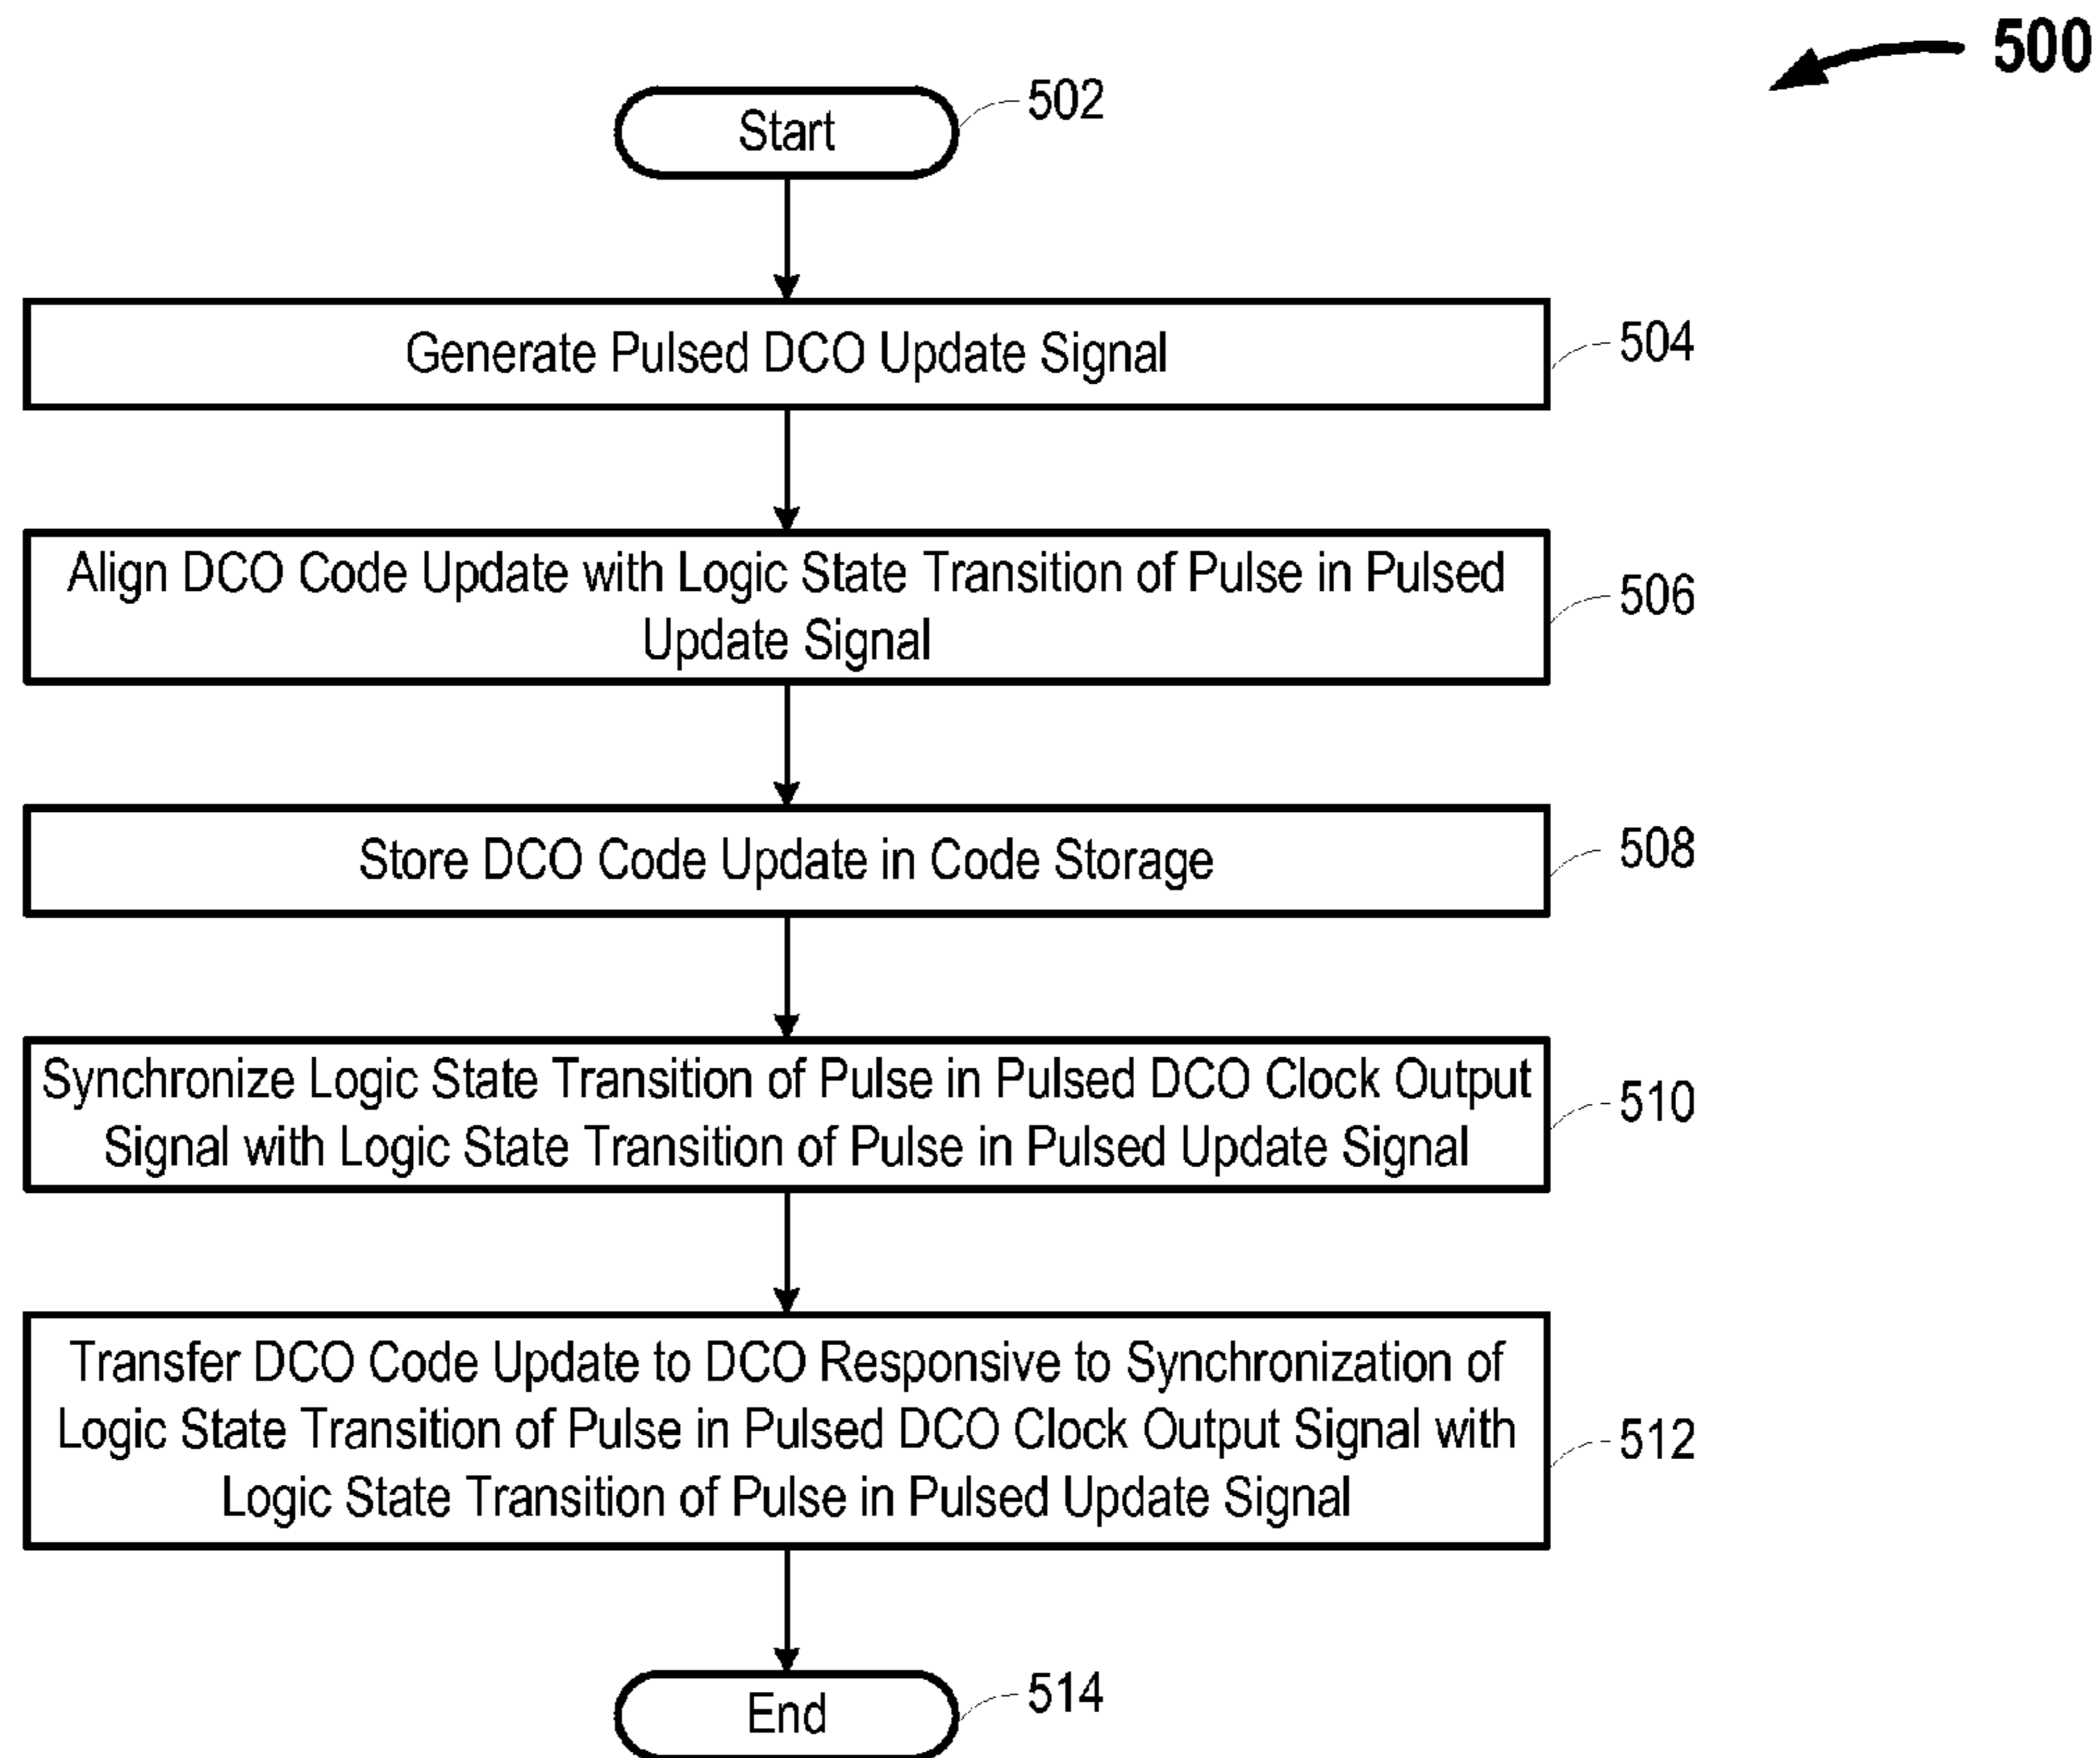 500
Start
502
Generate Pulsed DCO Update Signal
504
Align DCO Code Update with Logic State Transition of Pulse in Pulsed
Update Signal
506
Store DCO Code Update in Code Storage
508
Synchronize Logic State Transition of Pulse in Pulsed DCO Clock Output
Signal with Logic State Transition of Pulse in Pulsed Update Signal
510
Transfer DCO Code Update to DCO Responsive to Synchronization of
Logic State Transition of Pulse in Pulsed DCO Clock Output Signal with
Logic State Transition of Pulse in Pulsed Update Signal
512
End
514